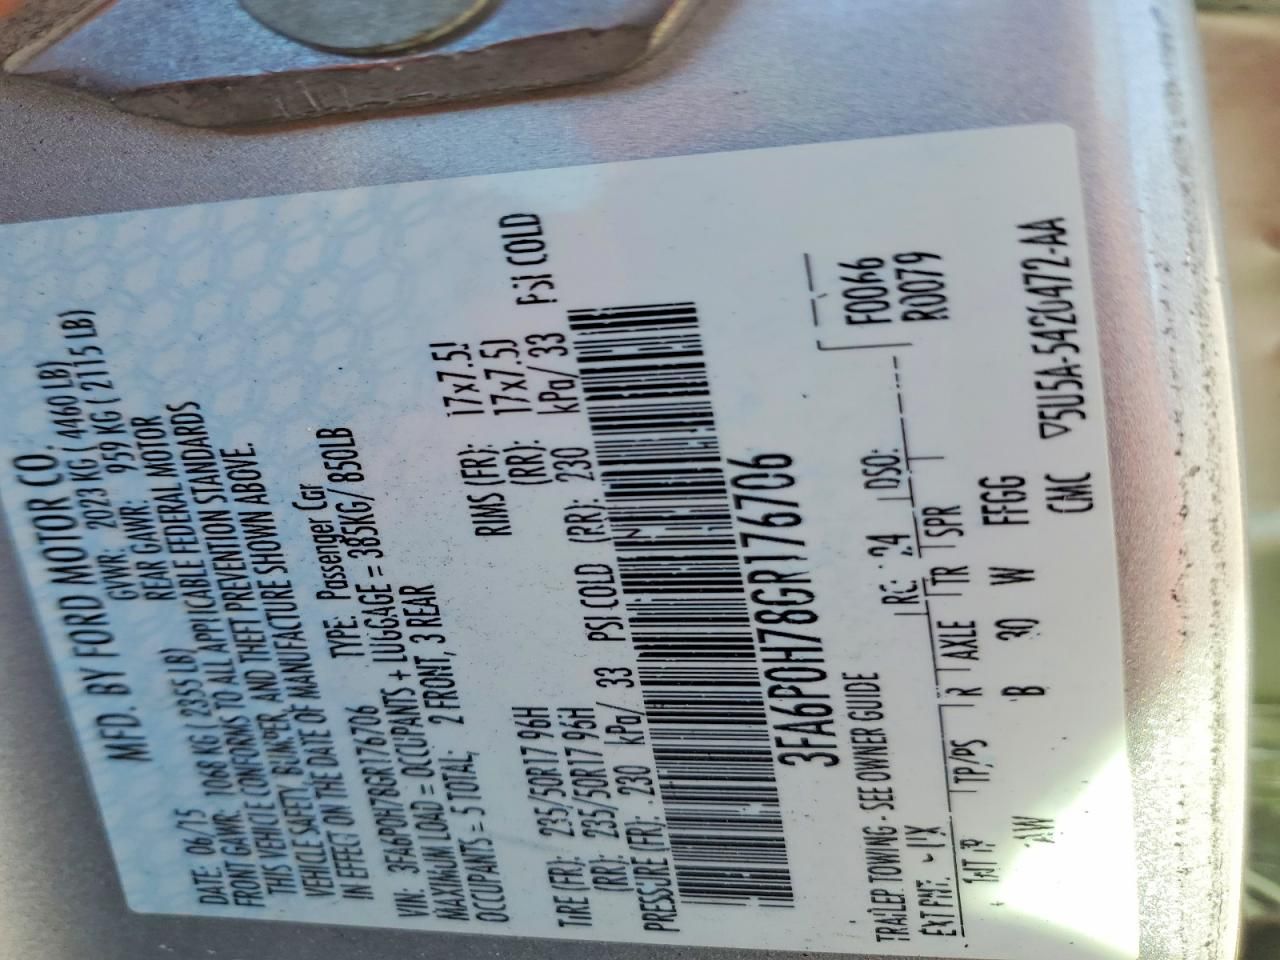 MFD. BY FORD MOTOR CO.
DATE: 06/15 GVWR: 2023 KG ( 4460 LB)
FRONT GAWR: 1068 KG ( 2355 LB) REAR GAWR: 959 KG ( 2115 LB)
THIS VEHICLE CONFORMS TO ALL APPLICABLE FEDERAL MOTOR
VEHICLE SAFETY, BUMPER, AND THEFT PREVENTION STANDARDS
IN EFFECT ON THE DATE OF MANUFACTURE SHOWN ABOVE.
VIN: 3FA6P0H78GR176706 TYPE: Passenger Car
MAXIMUM LOAD = OCCUPANTS + LUGGAGE = 385KG/ 850LB
OCCUPANTS = 5 TOTAL, 2 FRONT, 3 REAR
TIRE (FR): 235/50R17 96H RIMS (FR): 17x7.5J
(RR): 235/50R17 96H (RR): 17x7.5J
PRESSURE (FR): 230 kPa/ 33 PSI COLD (RR): 230 kPa/ 33 PSI COLD
3FA6P0H78GR176706
TRAILER TOWING - SEE OWNER GUIDE
F0066
EXT PNT: RC: 24 DSO: R0079
INT TR TP/PS R AXLE TR SPR
AW B 30 W FFGG
CMC ▽5U5A-5420472-AA